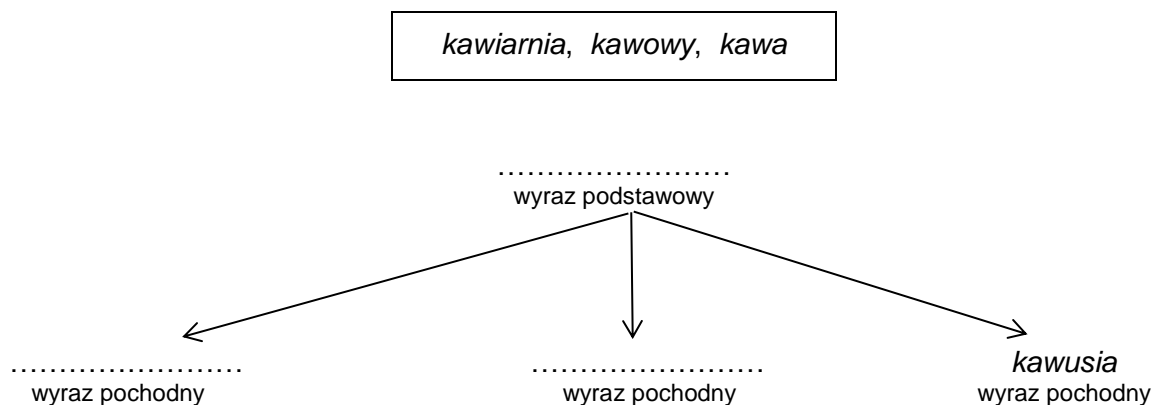 kawiarnia, kawowy, kawa
........................
wyraz podstawowy
........................ ........................ kawusia
wyraz pochodny wyraz pochodny wyraz pochodny